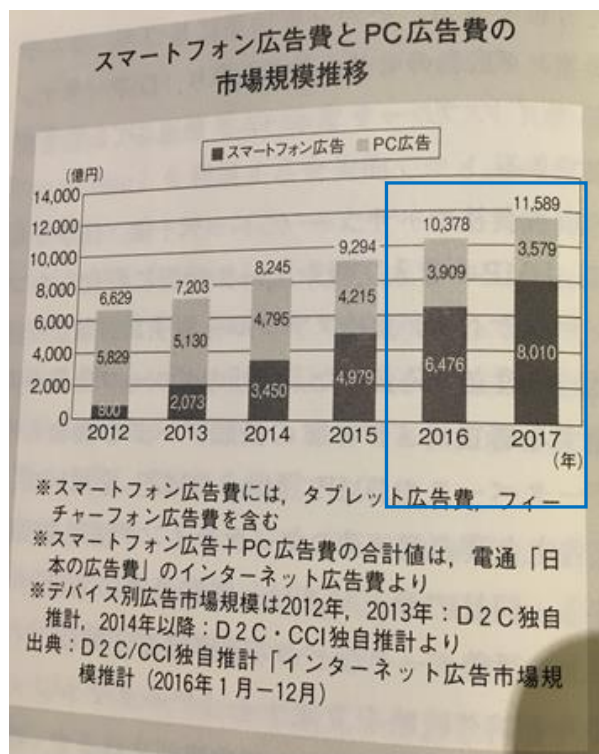 スマートフォン広告費とPC広告費の
市場規模推移
■スマートフォン広告 ■PC広告
(億円)
14,000
12,000
10,000
8,000
6,000
4,000
2,000
0
6,629
5,829
800
7,203
5,130
2,073
8,245
4,795
3,450
9,294
4,215
4,979
10,378
3,909
6,476
11,589
3,579
8,010
2012 2013 2014 2015 2016 2017
(年)
※スマートフォン広告費には,タブレット広告費,フィー
チャーフォン広告費を含む
※スマートフォン広告+PC広告費の合計値は,電通「日
本の広告費」のインターネット広告費より
※デバイス別広告市場規模は2012年,2013年:D2C独自
推計,2014年以降:D2C・CCI独自推計より
出典:D2C/CCI独自推計「インターネット広告市場規
模推計(2016年1月-12月)